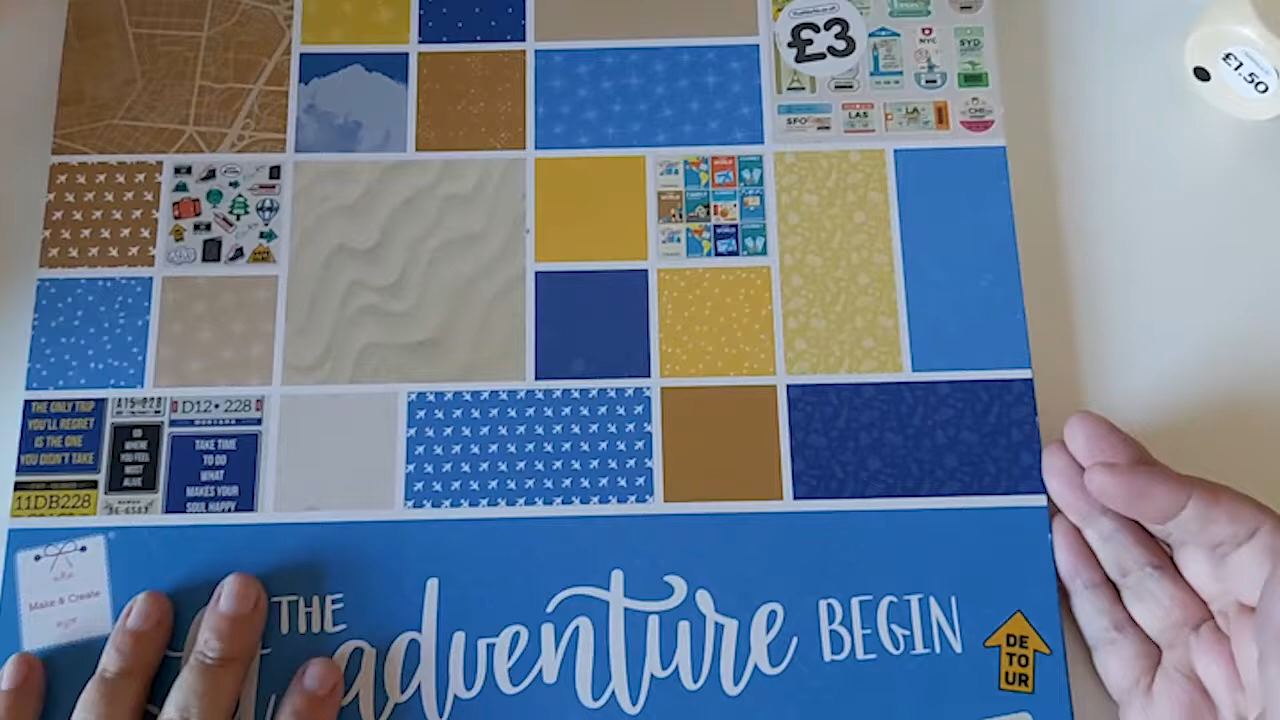 £3
NYC
SYD
SFO
LAS
LA
£1.50
THE ONLY TRIP
YOU'LL REGRET
IS THE ONE
YOU DIDN'T TAKE
11DB228
GO
WHERE
YOU FEEL
MOST
ALIVE
D12•228
MONTANA
TAKE TIME
TO DO
WHAT
MAKES YOUR
SOUL HAPPY
Make & Create
THE
adventure BEGIN
DE
TO
UR